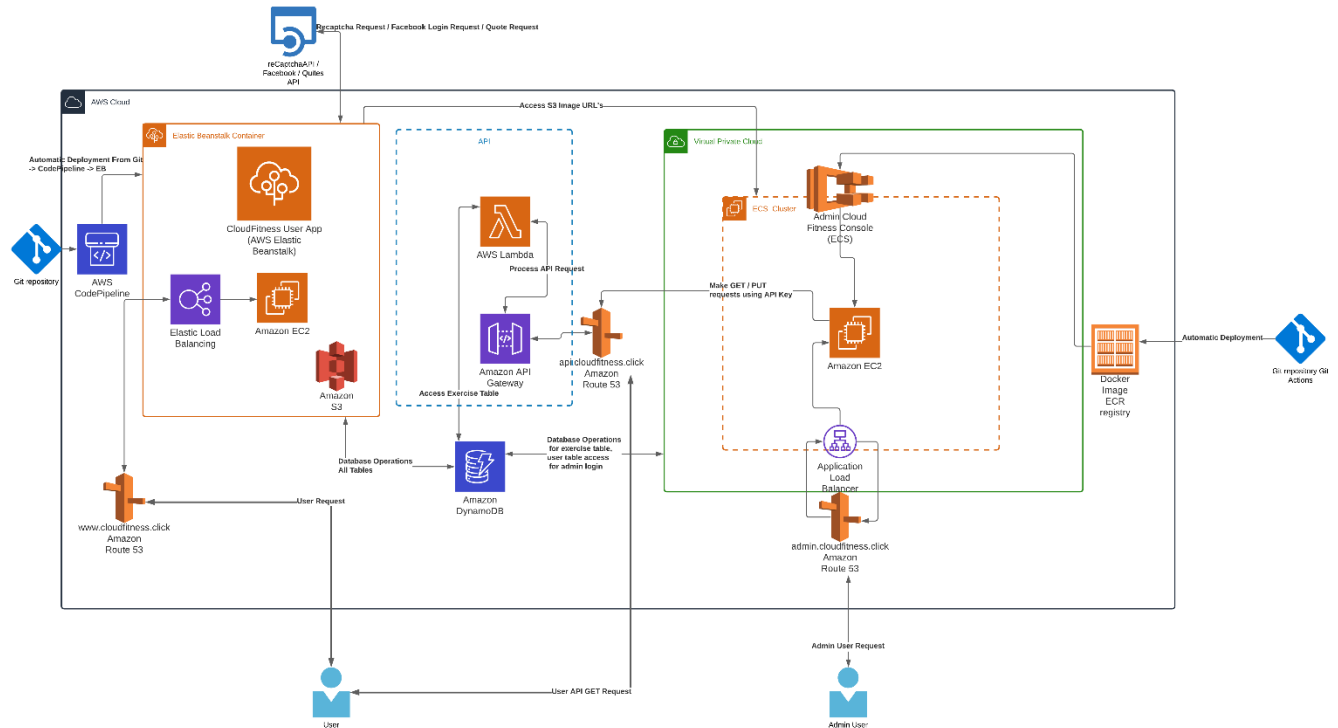 Recaptcha Request / Facebook Login Request / Quote Request
reCaptchaAPI /
Facebook / Quites
API
AWS Cloud
Access S3 Image URL's
Elastic Beanstalk Container
API
Virtual Private Cloud
Automatic Deployment From Git
-> CodePipeline -> EB
CloudFitness User App
(AWS Elastic
Beanstalk)
AWS Lambda
ECS Cluster
Admin Cloud
Fitness Console
(ECS)
Git repository
AWS
CodePipeline
Process API Request
Make GET / PUT
requests using API Key
Elastic Load
Balancing
Amazon EC2
Amazon API
Gateway
api.cloudfitness.click
Amazon
Route 53
Amazon EC2
Automatic Deployment
Docker
Image
ECR
registry
Git repository Git
Actions
Amazon
S3
Access Exercise Table
Database Operations
All Tables
Database Operations
for exercise table,
user table access
for admin login
Application
Load
Balancer
Amazon
DynamoDB
User Request
www.cloudfitness.click
Amazon
Route 53
admin.cloudfitness.click
Amazon
Route 53
Admin User Request
User API GET Request
User
Admin User